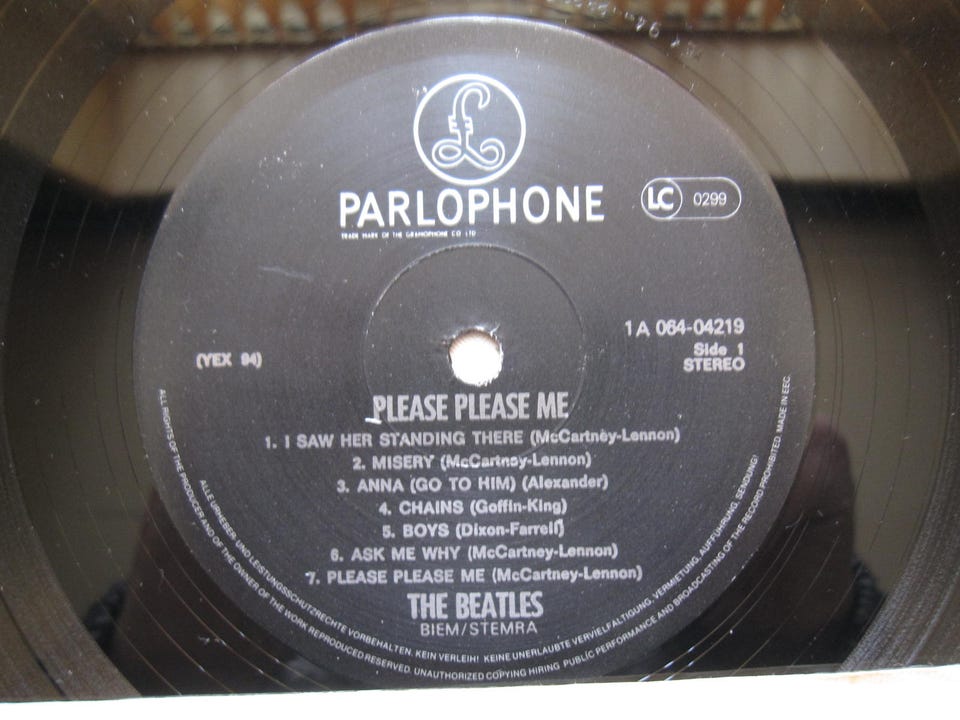 PARLOPHONE
TRADE MARK OF THE GRAMOPHONE CO LTD
LC 0299
1A 064-04219
Side 1
STEREO
(YEX 94)
PLEASE PLEASE ME
1. I SAW HER STANDING THERE (McCartney-Lennon)
2. MISERY (McCartney-Lennon)
3. ANNA (GO TO HIM) (Alexander)
4. CHAINS (Goffin-King)
5. BOYS (Dixon-Farrell)
6. ASK ME WHY (McCartney-Lennon)
7. PLEASE PLEASE ME (McCartney-Lennon)
THE BEATLES
BIEM/STEMRA
ALLE URHEBER- UND LEISTUNGSSCHUTZRECHTE VORBEHALTEN. KEIN VERLEIH! KEINE UNERLAUBTE VERVIELFÄLTIGUNG, VERMIETUNG, AUFFÜHRUNG, SENDUNG!
ALL RIGHTS OF THE PRODUCER AND OF THE OWNER OF THE WORK REPRODUCED RESERVED. UNAUTHORIZED COPYING HIRING PUBLIC PERFORMANCE AND BROADCASTING OF THE RECORD PROHIBITED. MADE IN EEC.